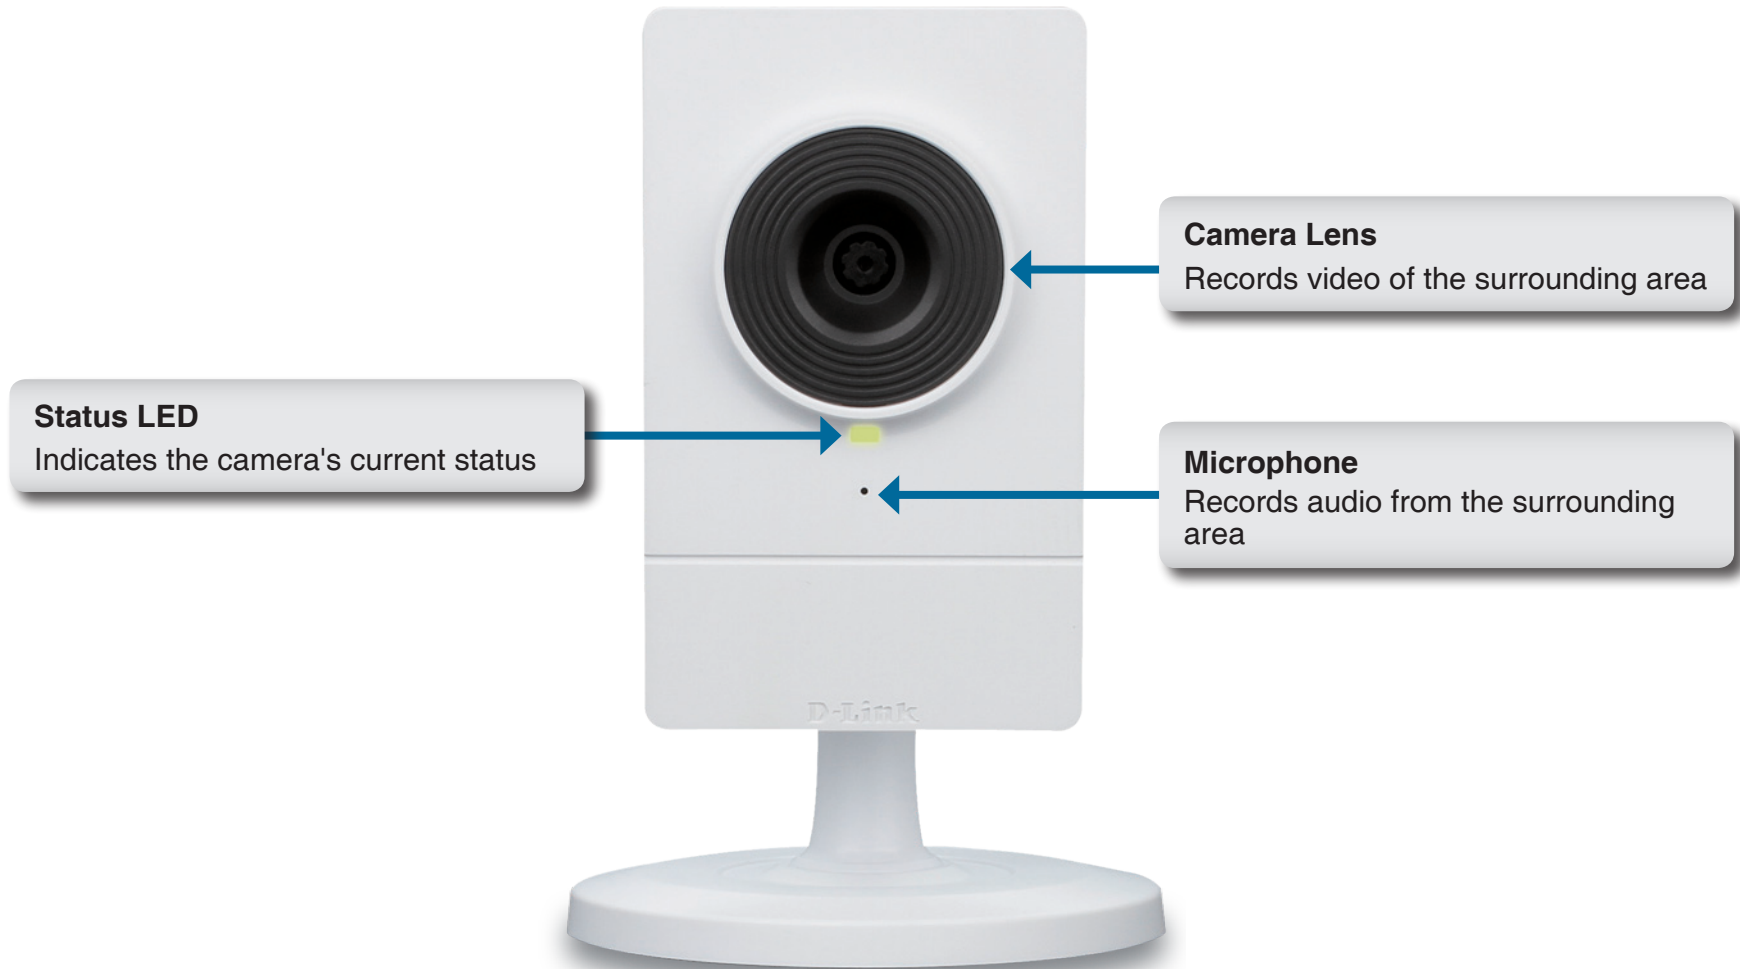 Camera Lens
Records video of the surrounding area
Status LED
Indicates the camera's current status
Microphone
Records audio from the surrounding
area
D-Link